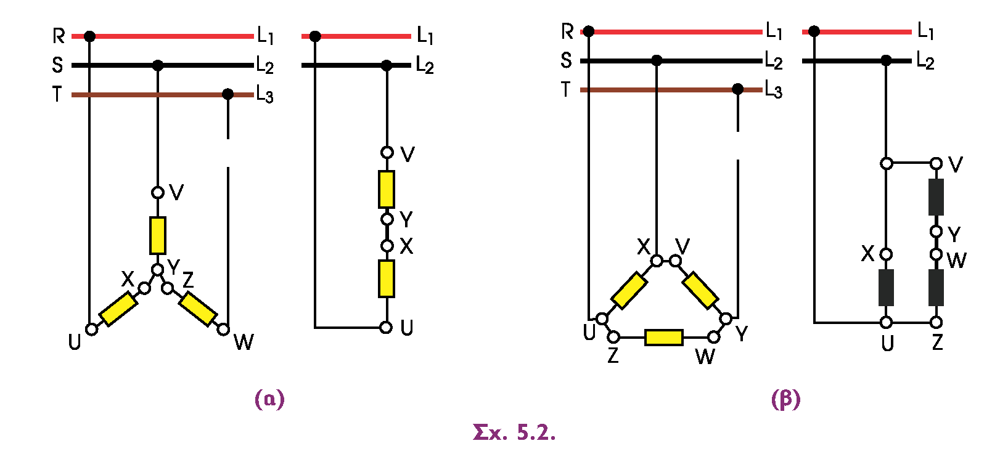 R L1
S L2
T L3
V
Y
X Z
U W
L1
L2
V
Y
X
U
(α)
R L1
S L2
T L3
X V
U Y
Z W
L1
L2
V
Y
X W
U Z
(β)
Σχ. 5.2.